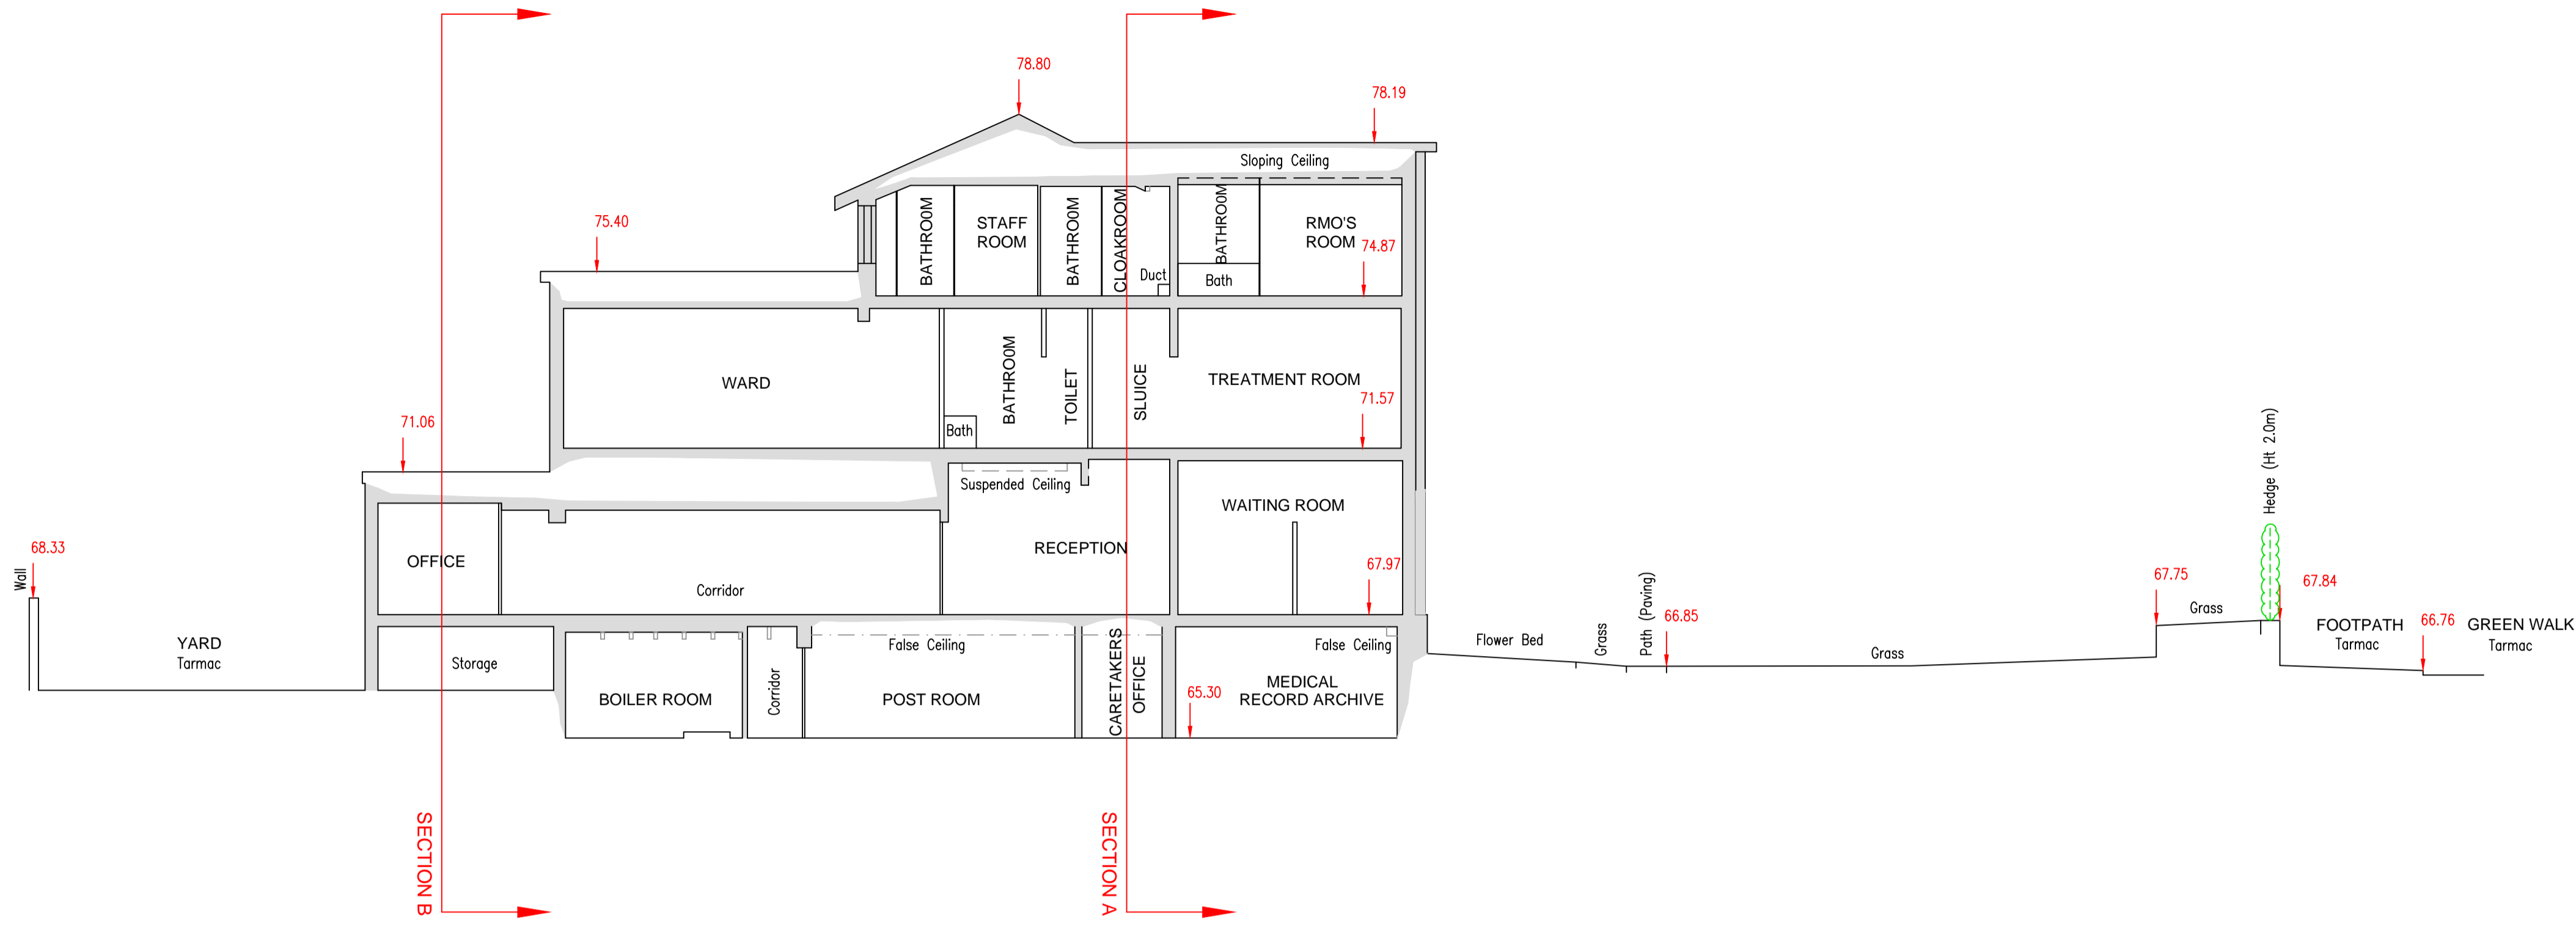 78.80
78.19
Sloping Ceiling
75.40
BATHROOM
STAFF
ROOM
BATHROOM
CLOAKROOM
Duct
BATHROOM
Bath
RMO'S
ROOM
74.87
WARD
BATHROOM
Bath
TOILET
SLUICE
TREATMENT ROOM
71.57
71.06
Suspended Ceiling
WAITING ROOM
Hedge (Ht 2.0m)
68.33
Wall
OFFICE
Corridor
RECEPTION
67.97
YARD
Tarmac
Storage
BOILER ROOM
Corridor
False Ceiling
POST ROOM
CARETAKERS
OFFICE
False Ceiling
MEDICAL
RECORD ARCHIVE
65.30
Flower Bed
Grass
Path (Paving)
66.85
Grass
67.75
Grass
67.84
FOOTPATH
Tarmac
66.76
GREEN WALK
Tarmac
SECTION B
SECTION A